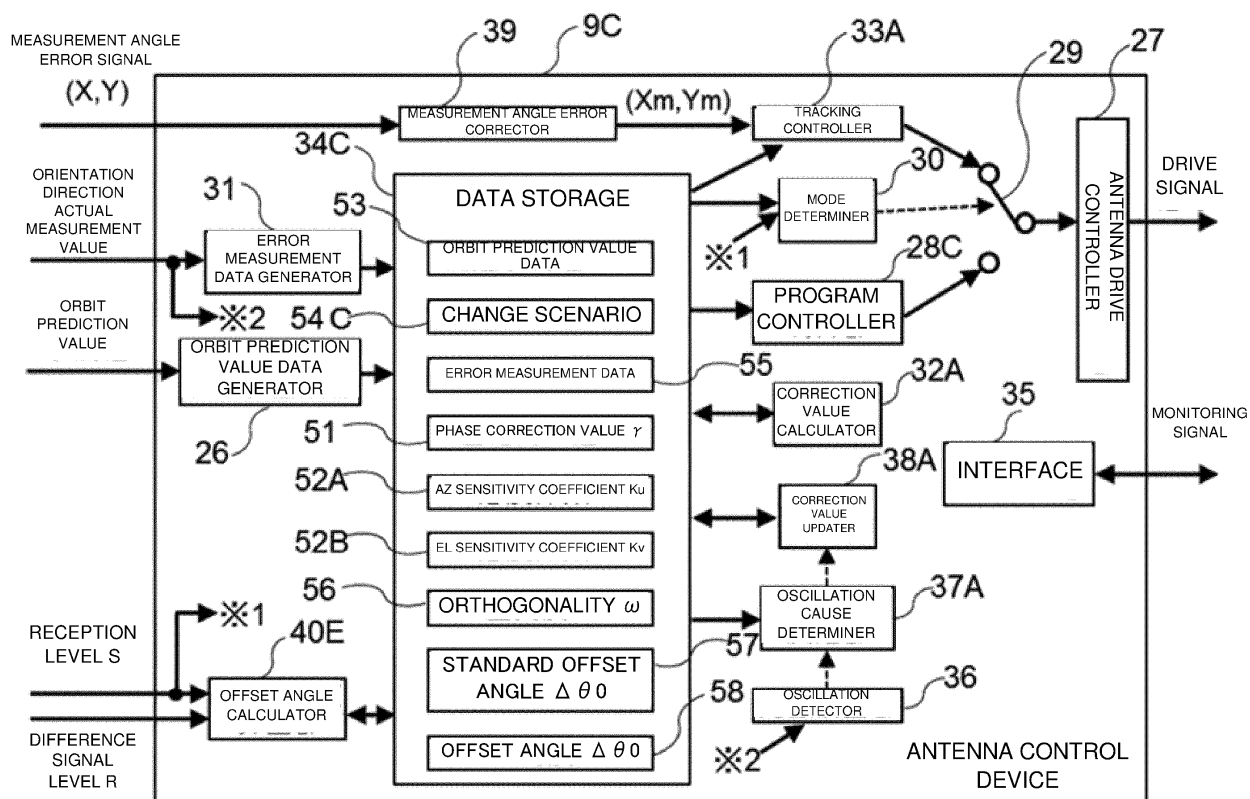 MEASUREMENT ANGLE
ERROR SIGNAL
(X,Y)
39
9C
33A
29
27
MEASUREMENT ANGLE ERROR
CORRECTOR
(Xm,Ym)
TRACKING
CONTROLLER
34C
ORIENTATION
DIRECTION
ACTUAL
MEASUREMENT
VALUE
31
ERROR
MEASUREMENT
DATA GENERATOR
※2
DATA STORAGE
53
ORBIT PREDICTION VALUE
DATA
30
MODE
DETERMINER
※1
28C
PROGRAM
CONTROLLER
ANTENNA DRIVE
CONTROLLER
DRIVE
SIGNAL
ORBIT
PREDICTION
VALUE
54 C
CHANGE SCENARIO
ORBIT PREDICTION
VALUE DATA
GENERATOR
26
ERROR MEASUREMENT DATA
55
51
PHASE CORRECTION VALUE γ
32A
CORRECTION
VALUE
CALCULATOR
35
INTERFACE
MONITORING
SIGNAL
52A
AZ SENSITIVITY COEFFICIENT Ku
38A
CORRECTION
VALUE
UPDATER
52B
EL SENSITIVITY COEFFICIENT Kv
56
ORTHOGONALITY ω
OSCILLATION
CAUSE
DETERMINER
37A
※1
RECEPTION
LEVEL S
40E
OFFSET ANGLE
CALCULATOR
57
STANDARD OFFSET
ANGLE Δ θ 0
OSCILLATION
DETECTOR
36
58
OFFSET ANGLE Δ θ 0
※2
DIFFERENCE
SIGNAL
LEVEL R
ANTENNA CONTROL
DEVICE